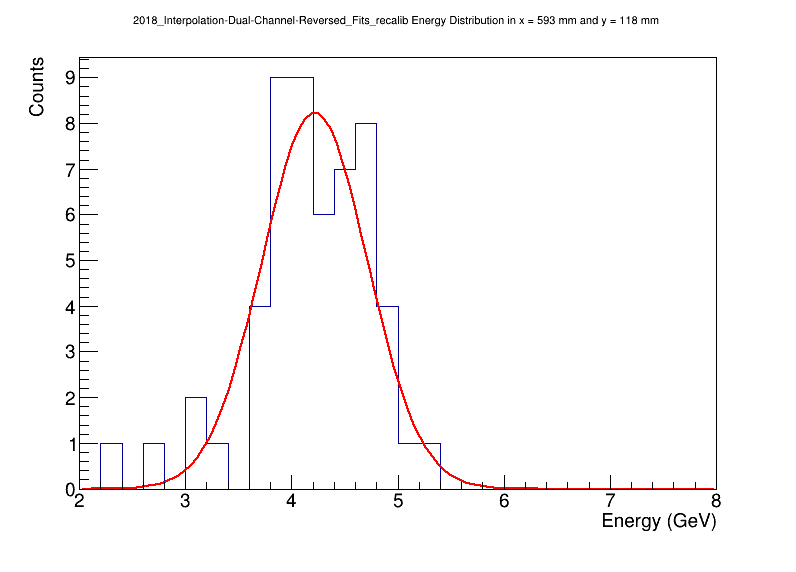 2018_Interpolation-Dual-Channel-Reversed_Fits_recalib Energy Distribution in x = 593 mm and y = 118 mm
Counts
9
8
7
6
5
4
3
2
1
0
2 3 4 5 6 7 8
Energy (GeV)